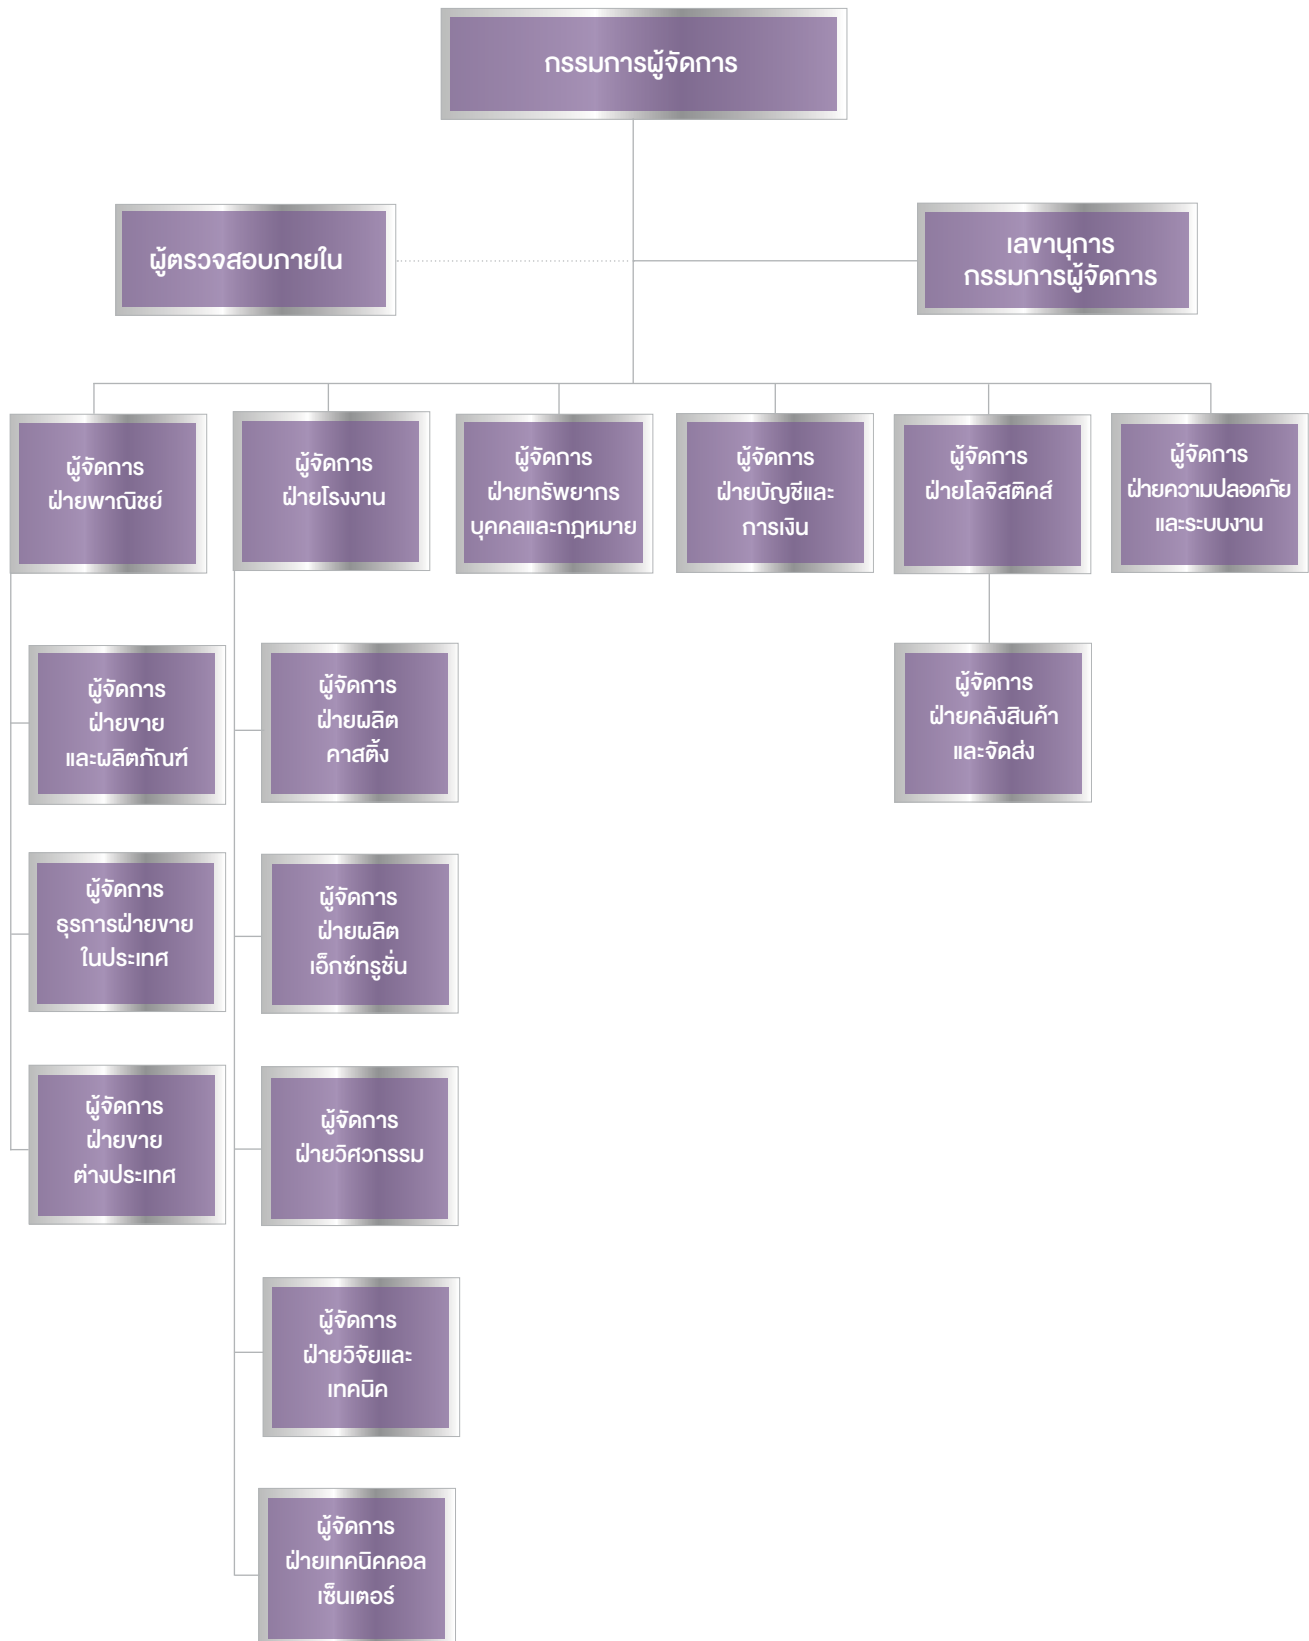 กรรมการผู้จัดการ
ผู้ตรวจสอบภายใน
เลขานุการ
กรรมการผู้จัดการ
ผู้จัดการ
ฝ่ายพาณิชย์
ผู้จัดการ
ฝ่ายโรงงาน
ผู้จัดการ
ฝ่ายทรัพยากร
บุคคลและกฎหมาย
ผู้จัดการ
ฝ่ายบัญชีและ
การเงิน
ผู้จัดการ
ฝ่ายโลจิสติคส์
ผู้จัดการ
ฝ่ายความปลอดภัย
และระบบงาน
ผู้จัดการ
ฝ่ายขาย
และผลิตภัณฑ์
ผู้จัดการ
ฝ่ายผลิต
คาสติ้ง
ผู้จัดการ
ฝ่ายคลังสินค้า
และจัดส่ง
ผู้จัดการ
ธุรการฝ่ายขาย
ในประเทศ
ผู้จัดการ
ฝ่ายผลิต
เอ็กซ์ทรูชั่น
ผู้จัดการ
ฝ่ายขาย
ต่างประเทศ
ผู้จัดการ
ฝ่ายวิศวกรรม
ผู้จัดการ
ฝ่ายวิจัยและ
เทคนิค
ผู้จัดการ
ฝ่ายเทคนิคคอล
เซ็นเตอร์